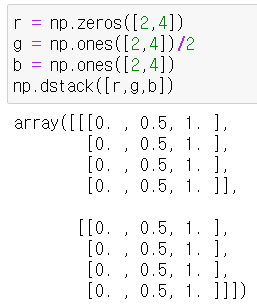 r = np.zeros([2,4])
g = np.ones([2,4])/2
b = np.ones([2,4])
np.dstack([r,g,b])
array([[[0. , 0.5, 1. ],
        [0. , 0.5, 1. ],
        [0. , 0.5, 1. ],
        [0. , 0.5, 1. ]],
       [[0. , 0.5, 1. ],
        [0. , 0.5, 1. ],
        [0. , 0.5, 1. ],
        [0. , 0.5, 1. ]]])